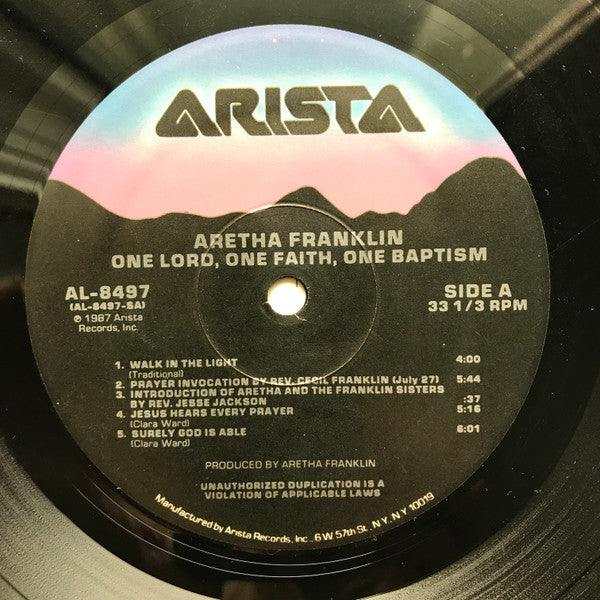 ARISTA
ARETHA FRANKLIN
ONE LORD, ONE FAITH, ONE BAPTISM
AL-8497
(AL-8497-SA)
℗ 1987 Arista
Records, Inc.
SIDE A
33 1/3 RPM
1. WALK IN THE LIGHT 4:00
(Traditional)
2. PRAYER INVOCATION BY REV. CECIL FRANKLIN (July 27) 5:44
3. INTRODUCTION OF ARETHA AND THE FRANKLIN SISTERS
BY REV. JESSE JACKSON :37
4. JESUS HEARS EVERY PRAYER 5:16
(Clara Ward)
5. SURELY GOD IS ABLE 6:01
(Clara Ward)
PRODUCED BY ARETHA FRANKLIN
UNAUTHORIZED DUPLICATION IS A
VIOLATION OF APPLICABLE LAWS
Manufactured by Arista Records, Inc., 6 W 57th St. N.Y. N.Y 10019